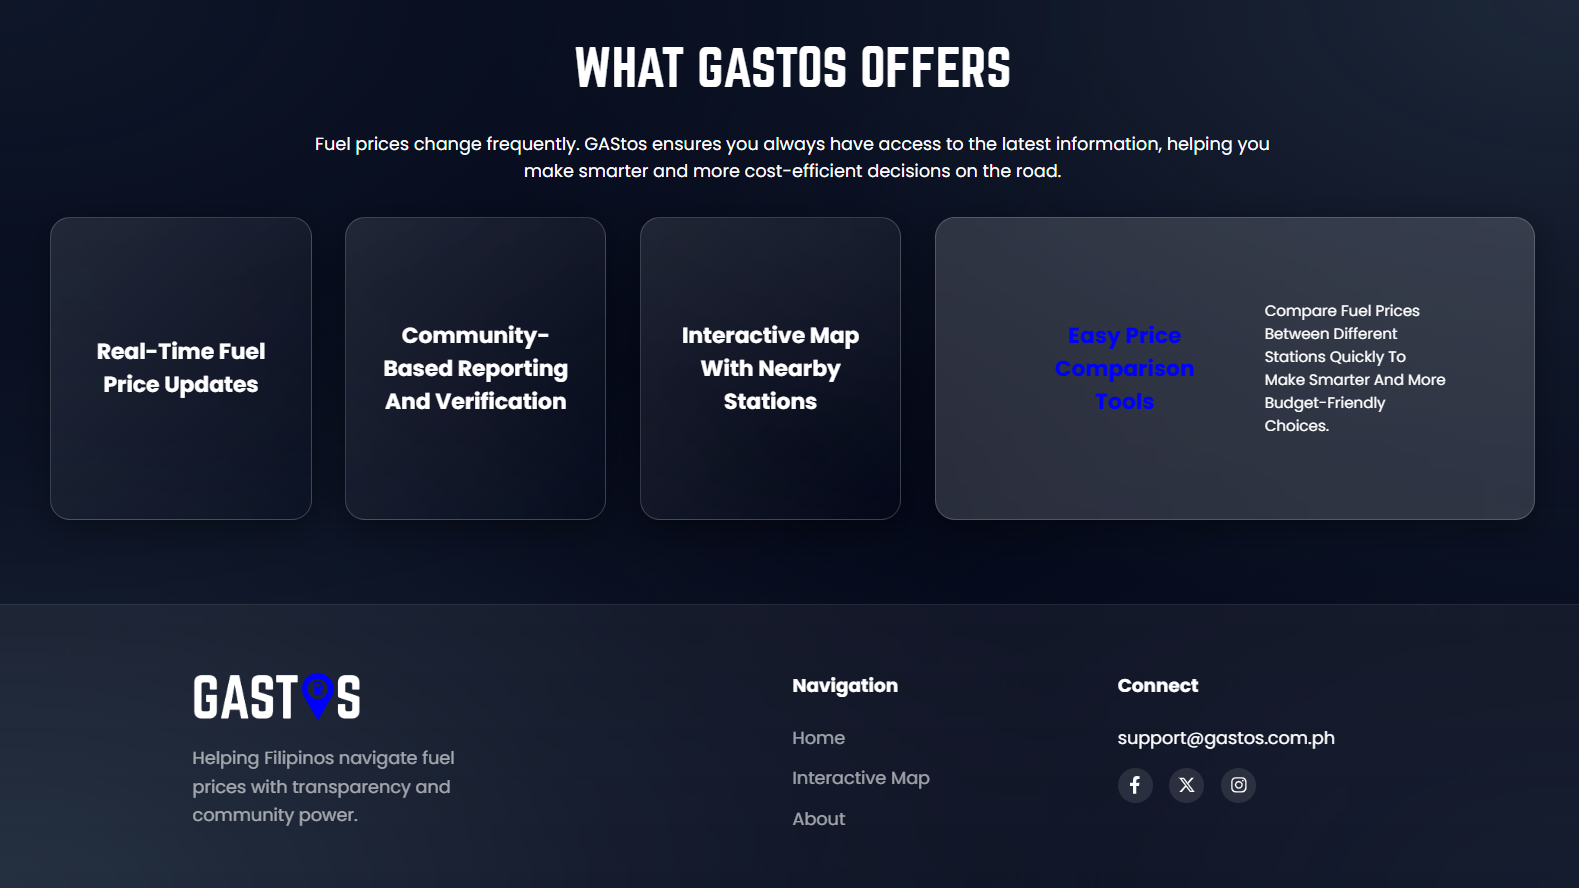 WHAT GASTOS OFFERS
Fuel prices change frequently. GAStos ensures you always have access to the latest information, helping you
make smarter and more cost-efficient decisions on the road.
Real-Time Fuel
Price Updates
Community-
Based Reporting
And Verification
Interactive Map
With Nearby
Stations
Easy Price
Comparison
Tools
Compare Fuel Prices
Between Different
Stations Quickly To
Make Smarter And More
Budget-Friendly
Choices.
GASTOS
Helping Filipinos navigate fuel
prices with transparency and
community power.
Navigation
Home
Interactive Map
About
Connect
support@gastos.com.ph